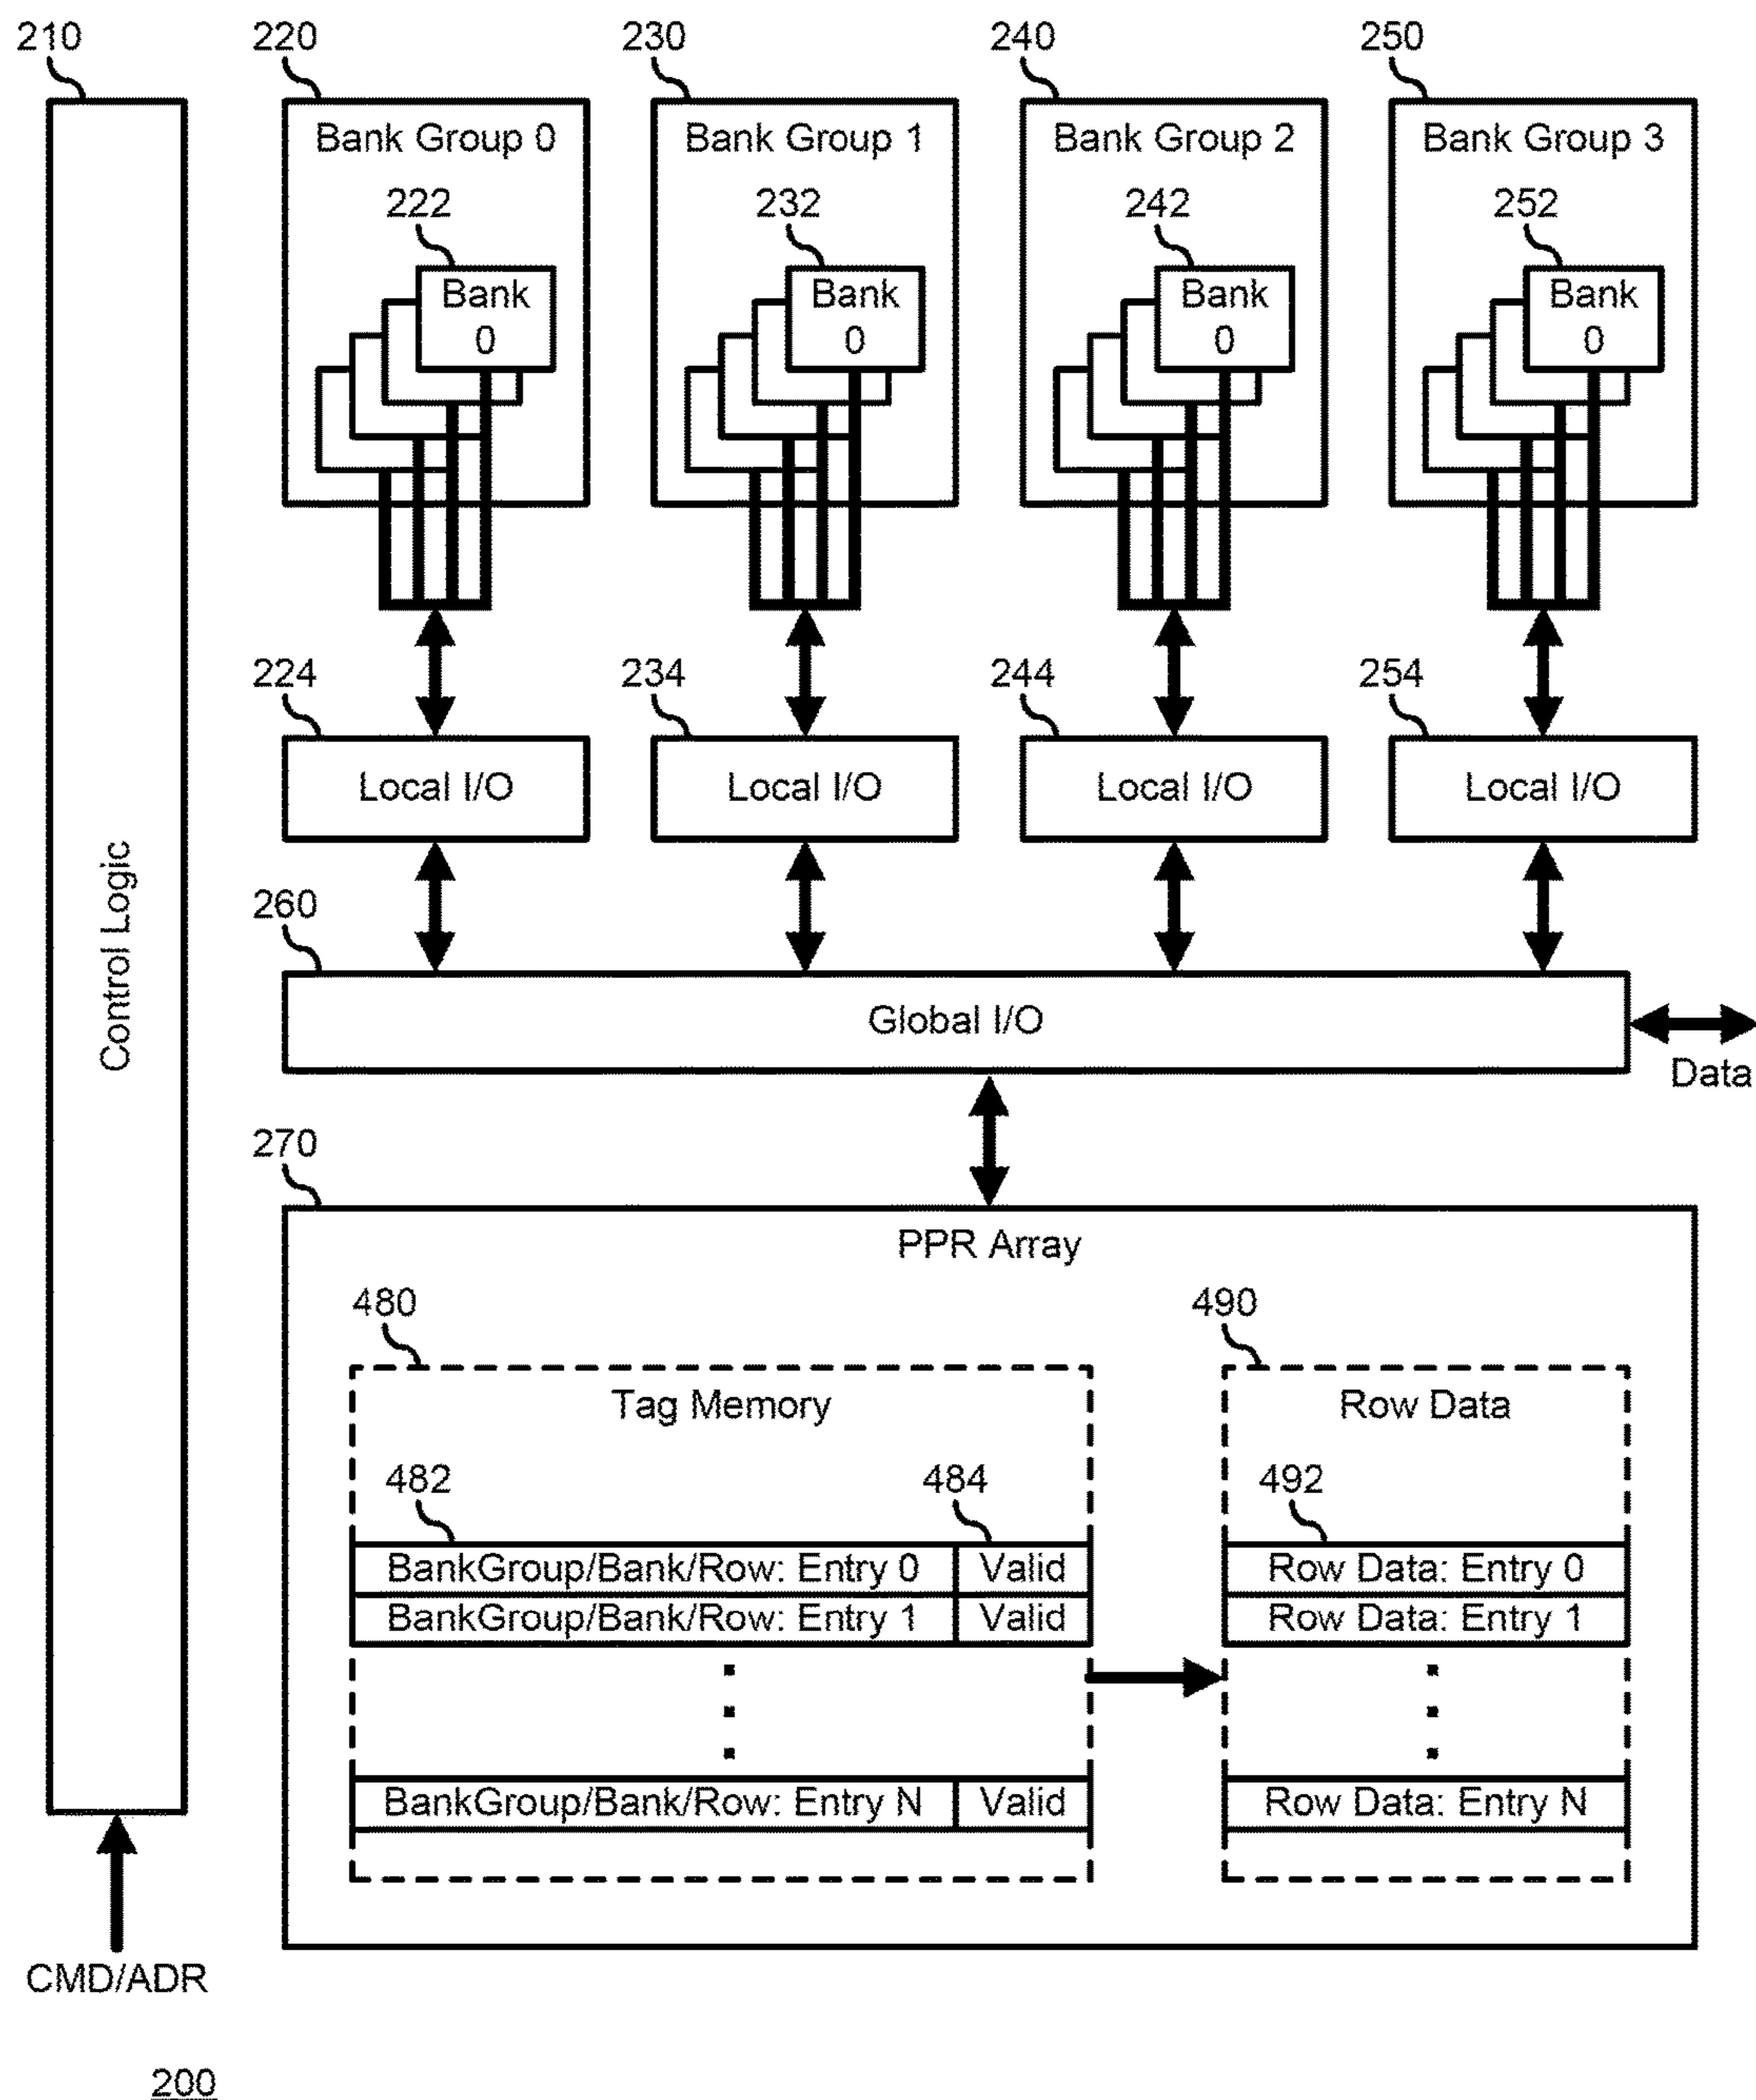 210
220
230
240
250
Bank Group 0
Bank Group 1
Bank Group 2
Bank Group 3
222
232
242
252
Bank
0
Bank
0
Bank
0
Bank
0
224
234
244
254
Local I/O
Local I/O
Local I/O
Local I/O
Control Logic
260
Global I/O
Data
270
PPR Array
480
490
Tag Memory
Row Data
482
484
492
BankGroup/Bank/Row: Entry 0
Valid
Row Data: Entry 0
BankGroup/Bank/Row: Entry 1
Valid
Row Data: Entry 1
BankGroup/Bank/Row: Entry N
Valid
Row Data: Entry N
CMD/ADR
200